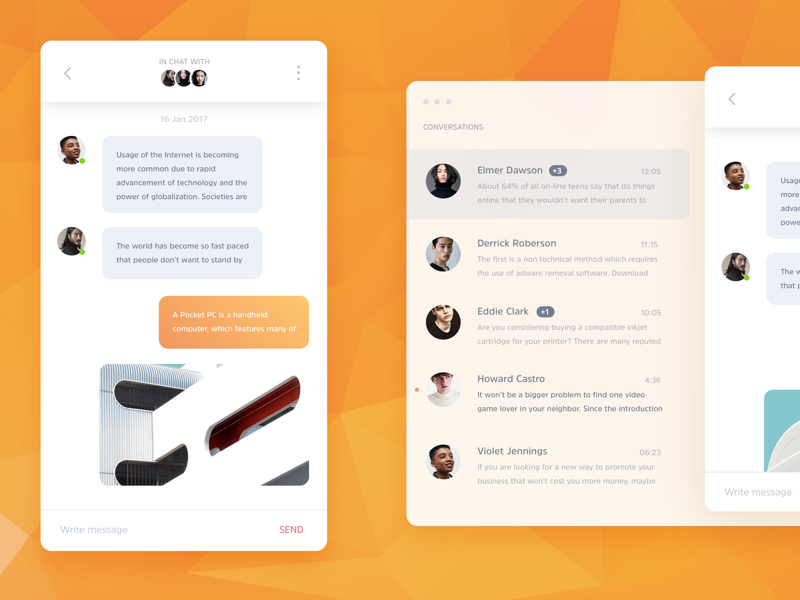 IN CHAT WITH
16 Jan 2017
Usage of the Internet is becoming
more common due to rapid
advancement of technology and the
power of globalization. Societies are
The world has become so fast paced
that people don't want to stand by
A Pocket PC is a handheld
computer, which features many of
Write message
SEND
CONVERSATIONS
Elmer Dawson +3 12:05
About 64% of all on-line teens say that do things
online that they wouldn't want their parents to
Derrick Roberson 11:15
The first is a non technical method which requires
the use of adware removal software. Download
Eddie Clark +1 10:05
Are you considering buying a compatible inkjet
cartridge for your printer? There are many reputed
Howard Castro 4:36
It won't be a bigger problem to find one video
game lover in your neighbor. Since the introduction
Violet Jennings 06:23
If you are looking for a new way to promote your
business that won't cost you more money, maybe
more
Write message